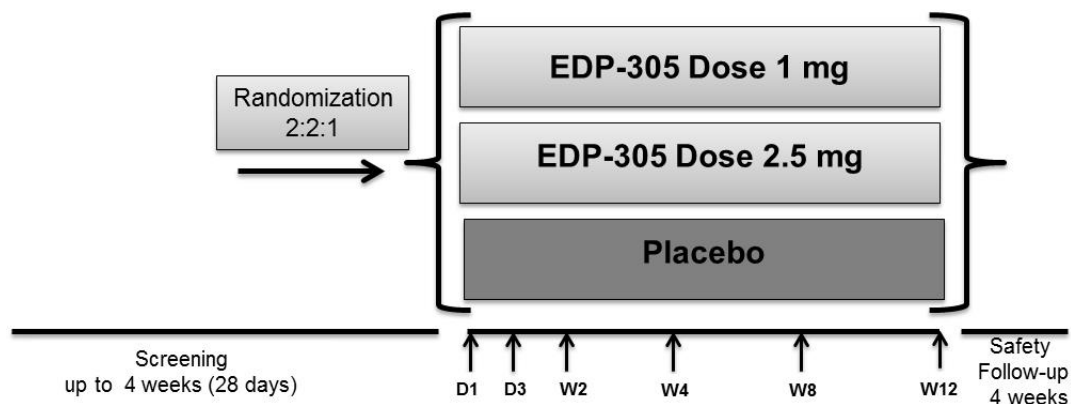 EDP-305 Dose 1 mg
Randomization
2:2:1
EDP-305 Dose 2.5 mg
Placebo
Screening
up to 4 weeks (28 days)
D1
D3
W2
W4
W8
W12
Safety
Follow-up
4 weeks